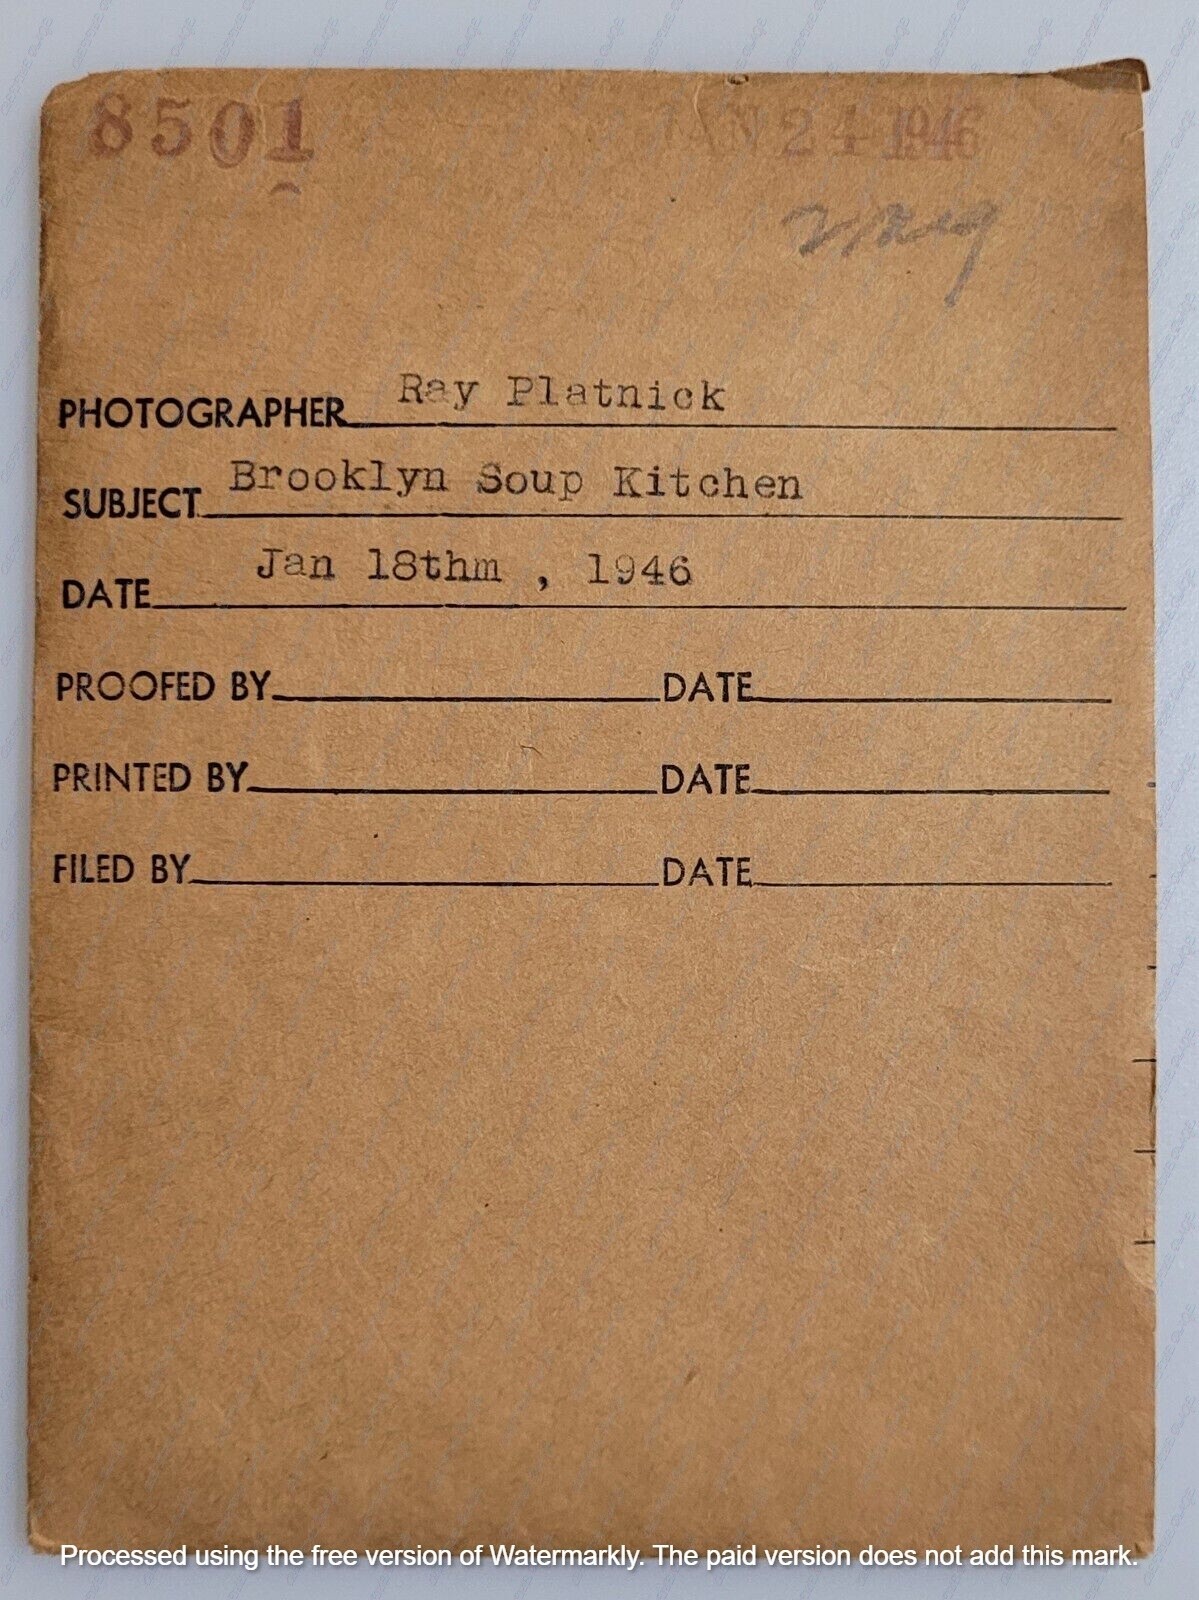 8501 JAN 24 1946
PHOTOGRAPHER Ray Platnick
SUBJECT Brooklyn Soup Kitchen
DATE Jan 18thm , 1946
PROOFED BY DATE
PRINTED BY DATE
FILED BY DATE
Processed using the free version of Watermarkly. The paid version does not add this mark.